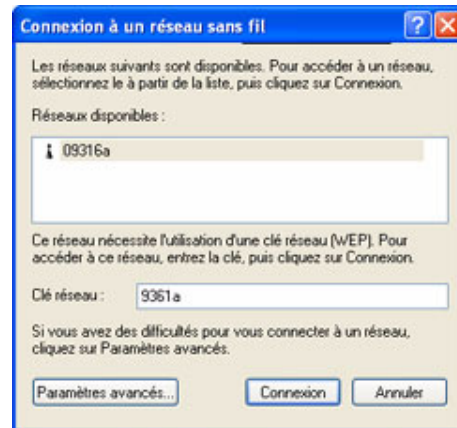 Connexion à un réseau sans fil
Les réseaux suivants sont disponibles. Pour accéder à un réseau,
sélectionnez le à partir de la liste, puis cliquez sur Connexion.
Réseaux disponibles :
09316a
Ce réseau nécessite l'utilisation d'une clé réseau (WEP). Pour
accéder à ce réseau, entrez la clé, puis cliquez sur Connexion.
Clé réseau : 9361a
Si vous avez des difficultés pour vous connecter à un réseau,
cliquez sur Paramètres avancés.
Paramètres avancés... Connexion Annuler